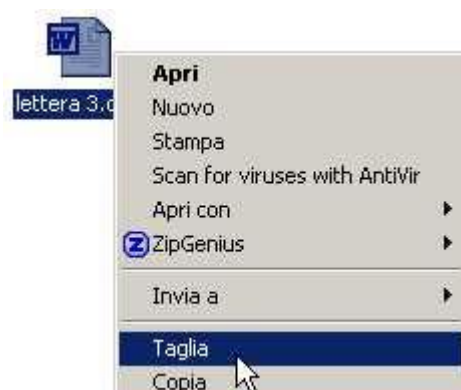 lettera 3.d
Apri
Nuovo
Stampa
Scan for viruses with AntiVir
Apri con
ZipGenius
Invia a
Taglia
Copia